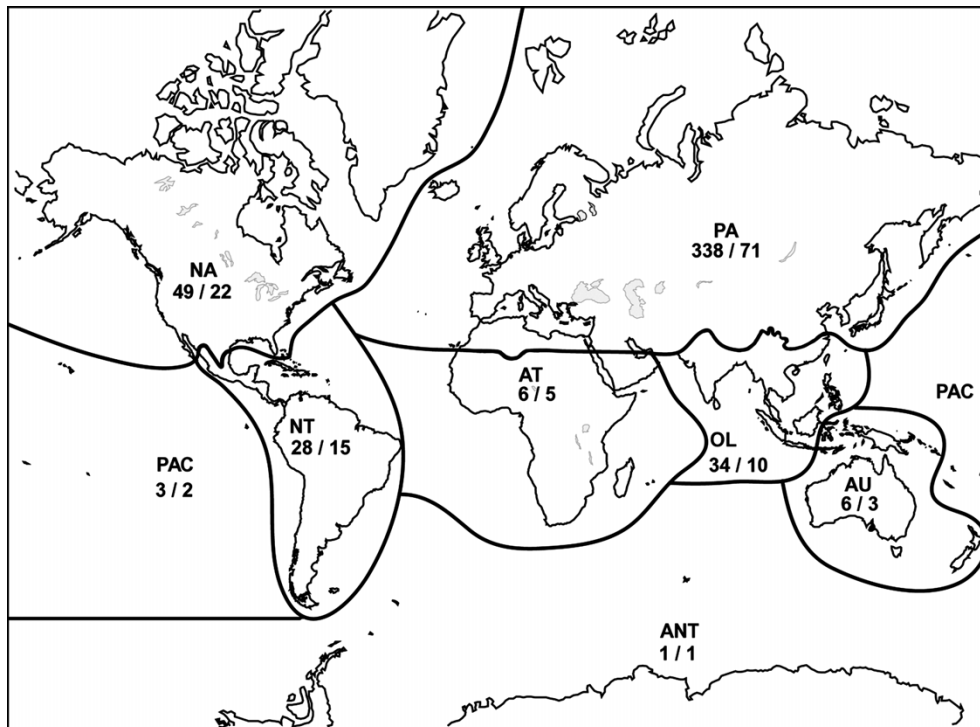 PA
338 / 71
NA
49 / 22
AT
6 / 5
PAC
NT
28 / 15
OL
34 / 10
PAC
3 / 2
AU
6 / 3
ANT
1 / 1